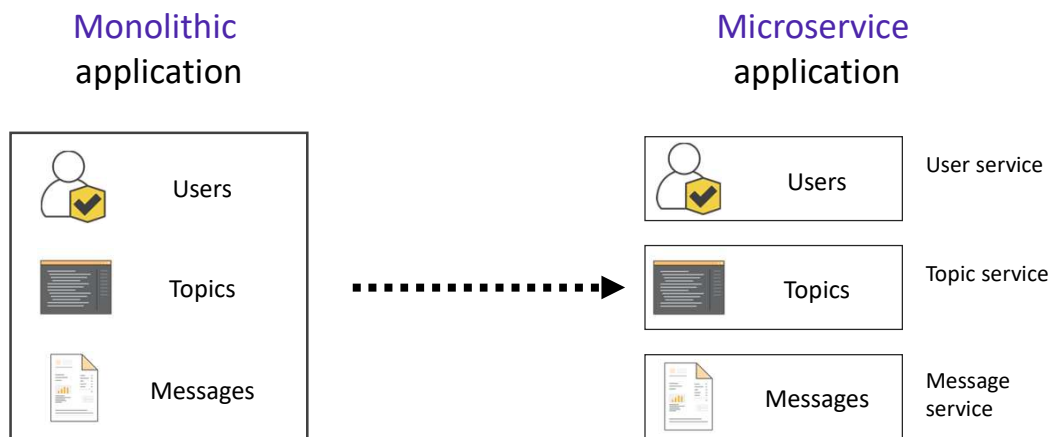 Monolithic
application
Microservice
application
Users
Topics
Messages
Users
User service
Topics
Topic service
Messages
Message
service